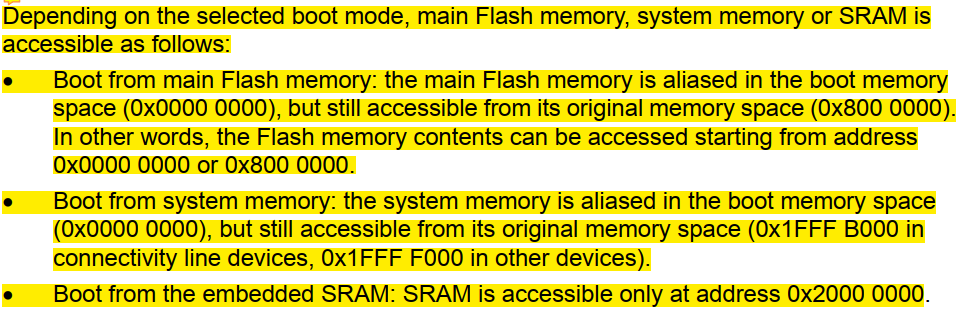 Depending on the selected boot mode, main Flash memory, system memory or SRAM is
accessible as follows:
• Boot from main Flash memory: the main Flash memory is aliased in the boot memory
space (0x0000 0000), but still accessible from its original memory space (0x800 0000).
In other words, the Flash memory contents can be accessed starting from address
0x0000 0000 or 0x800 0000.
• Boot from system memory: the system memory is aliased in the boot memory space
(0x0000 0000), but still accessible from its original memory space (0x1FFF B000 in
connectivity line devices, 0x1FFF F000 in other devices).
• Boot from the embedded SRAM: SRAM is accessible only at address 0x2000 0000.